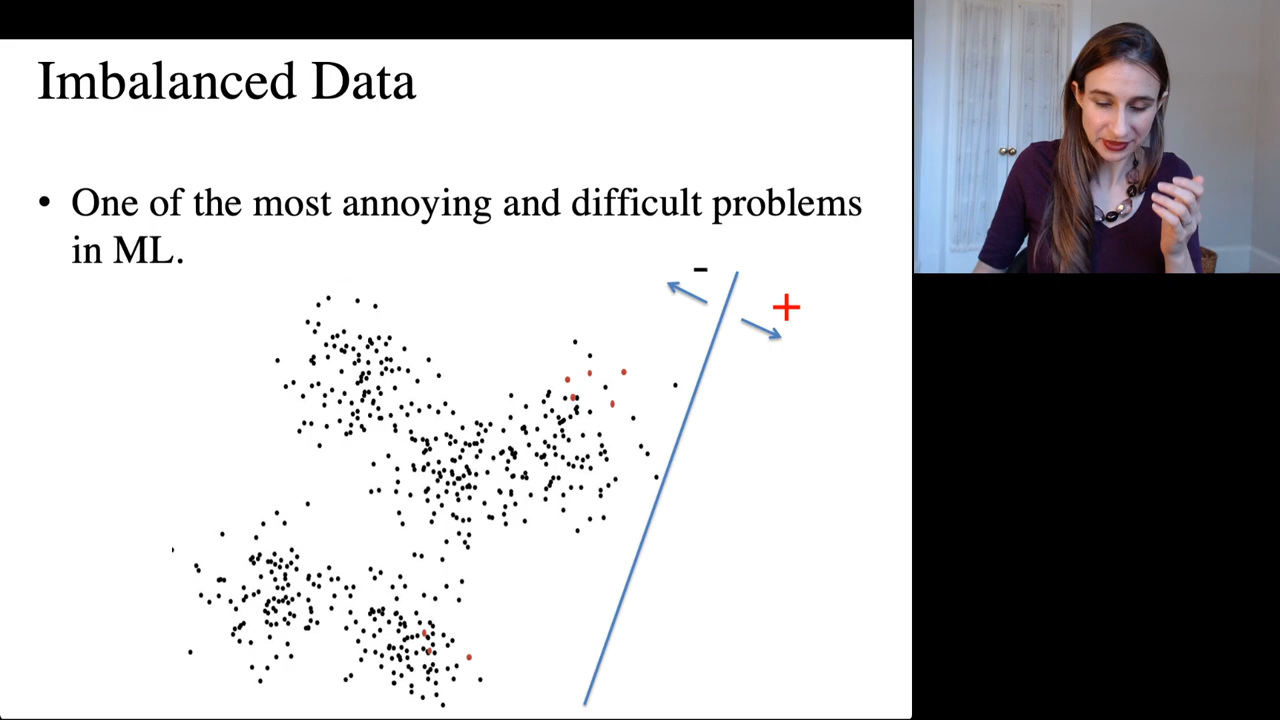 Imbalanced Data
• One of the most annoying and difficult problems
in ML.
-
+